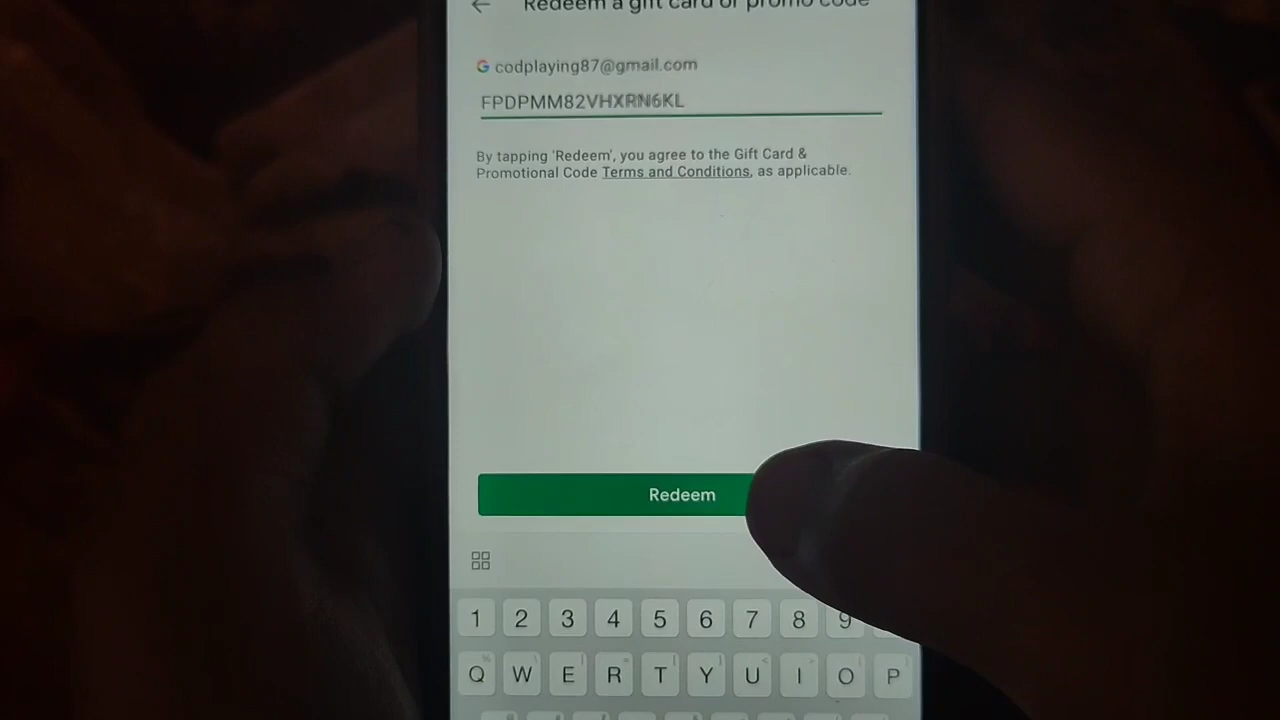 Redeem a gift card or promo code
codplaying87@gmail.com
FPDPMM82VHXRN6KL
By tapping 'Redeem', you agree to the Gift Card &
Promotional Code Terms and Conditions, as applicable.
Redeem
1 2 3 4 5 6 7 8 9
Q W E R T Y U I O P